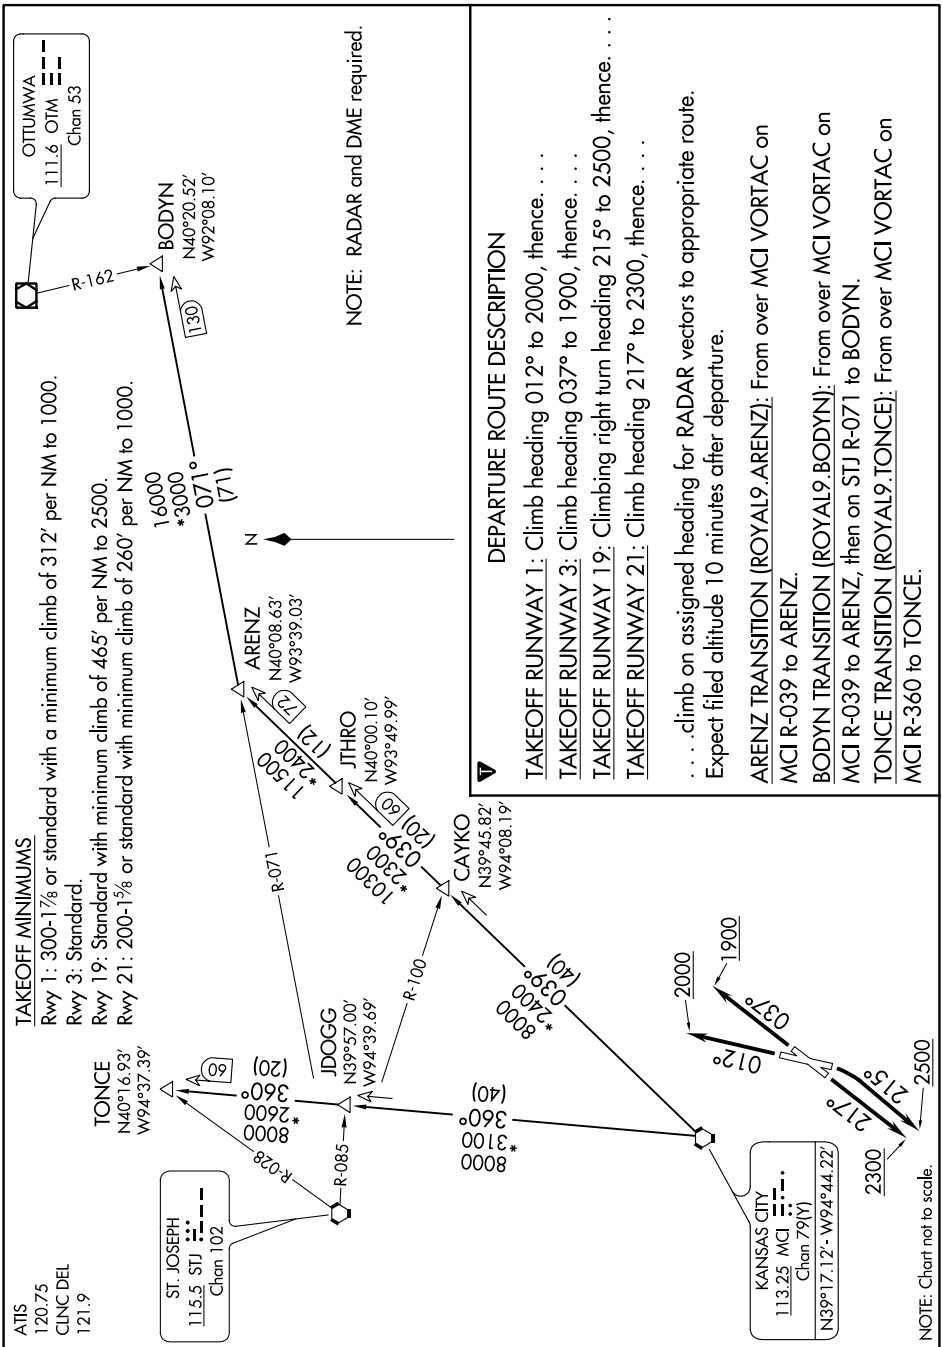 ATIS
120.75
CLNC DEL
121.9
TAKEOFF MINIMUMS
Rwy 1: 300-1⅞ or standard with a minimum climb of 312' per NM to 1000.
Rwy 3: Standard.
Rwy 19: Standard with minimum climb of 465' per NM to 2500.
Rwy 21: 200-1⅝ or standard with minimum climb of 260' per NM to 1000.
OTTUMWA
111.6 OTM
Chan 53
R-162
BODYN
N40°20.52'
W92°08.10'
130
NOTE: RADAR and DME required.
16000
*3000
071°
(71)
N
ARENZ
N40°08.63'
W93°39.03'
72
11500
*2400
(12)
JTHRO
N40°00.10'
W93°49.99'
60
10300
*2300
039°
(20)
CAYKO
N39°45.82'
W94°08.19'
R-071
R-100
8000
*2400
039°
(40)
TONCE
N40°16.93'
W94°37.39'
60
8000
*2600
360°
(20)
JDOGG
N39°57.00'
W94°39.69'
R-028
R-085
ST. JOSEPH
115.5 STJ
Chan 102
8000
*3100
360°
(40)
KANSAS CITY
113.25 MCI
Chan 79(Y)
N39°17.12'- W94°44.22'
2000
1900
012°
037°
217°
215°
2300
2500
NOTE: Chart not to scale.
T
DEPARTURE ROUTE DESCRIPTION
TAKEOFF RUNWAY 1: Climb heading 012° to 2000, thence. . . .
TAKEOFF RUNWAY 3: Climb heading 037° to 1900, thence. . . .
TAKEOFF RUNWAY 19: Climbing right turn heading 215° to 2500, thence. . . .
TAKEOFF RUNWAY 21: Climb heading 217° to 2300, thence. . . .
. . . .climb on assigned heading for RADAR vectors to appropriate route.
Expect filed altitude 10 minutes after departure.
ARENZ TRANSITION (ROYAL9.ARENZ): From over MCI VORTAC on
MCI R-039 to ARENZ.
BODYN TRANSITION (ROYAL9.BODYN): From over MCI VORTAC on
MCI R-039 to ARENZ, then on STJ R-071 to BODYN.
TONCE TRANSITION (ROYAL9.TONCE): From over MCI VORTAC on
MCI R-360 to TONCE.